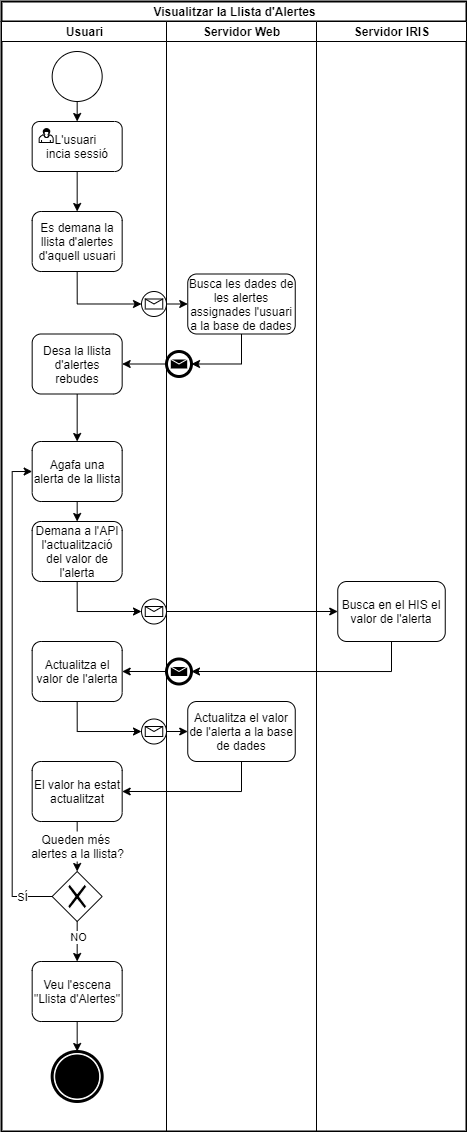 Visualitzar la Llista d'Alertes
Usuari
Servidor Web
Servidor IRIS
L'usuari
incia sessió
Es demana la
llista d'alertes
d'aquell usuari
Busca les dades de
les alertes
assignades l'usuari
a la base de dades
Desa la llista
d'alertes
rebudes
Agafa una
alerta de la llista
Demana a l'API
l'actualització
del valor de
l'alerta
Busca en el HIS el
valor de l'alerta
Actualitza el
valor de l'alerta
Actualitza el valor
de l'alerta a la base
de dades
El valor ha estat
actualitzat
Queden més
alertes a la llista?
SÍ
NO
Veu l'escena
"Llista d'Alertes"